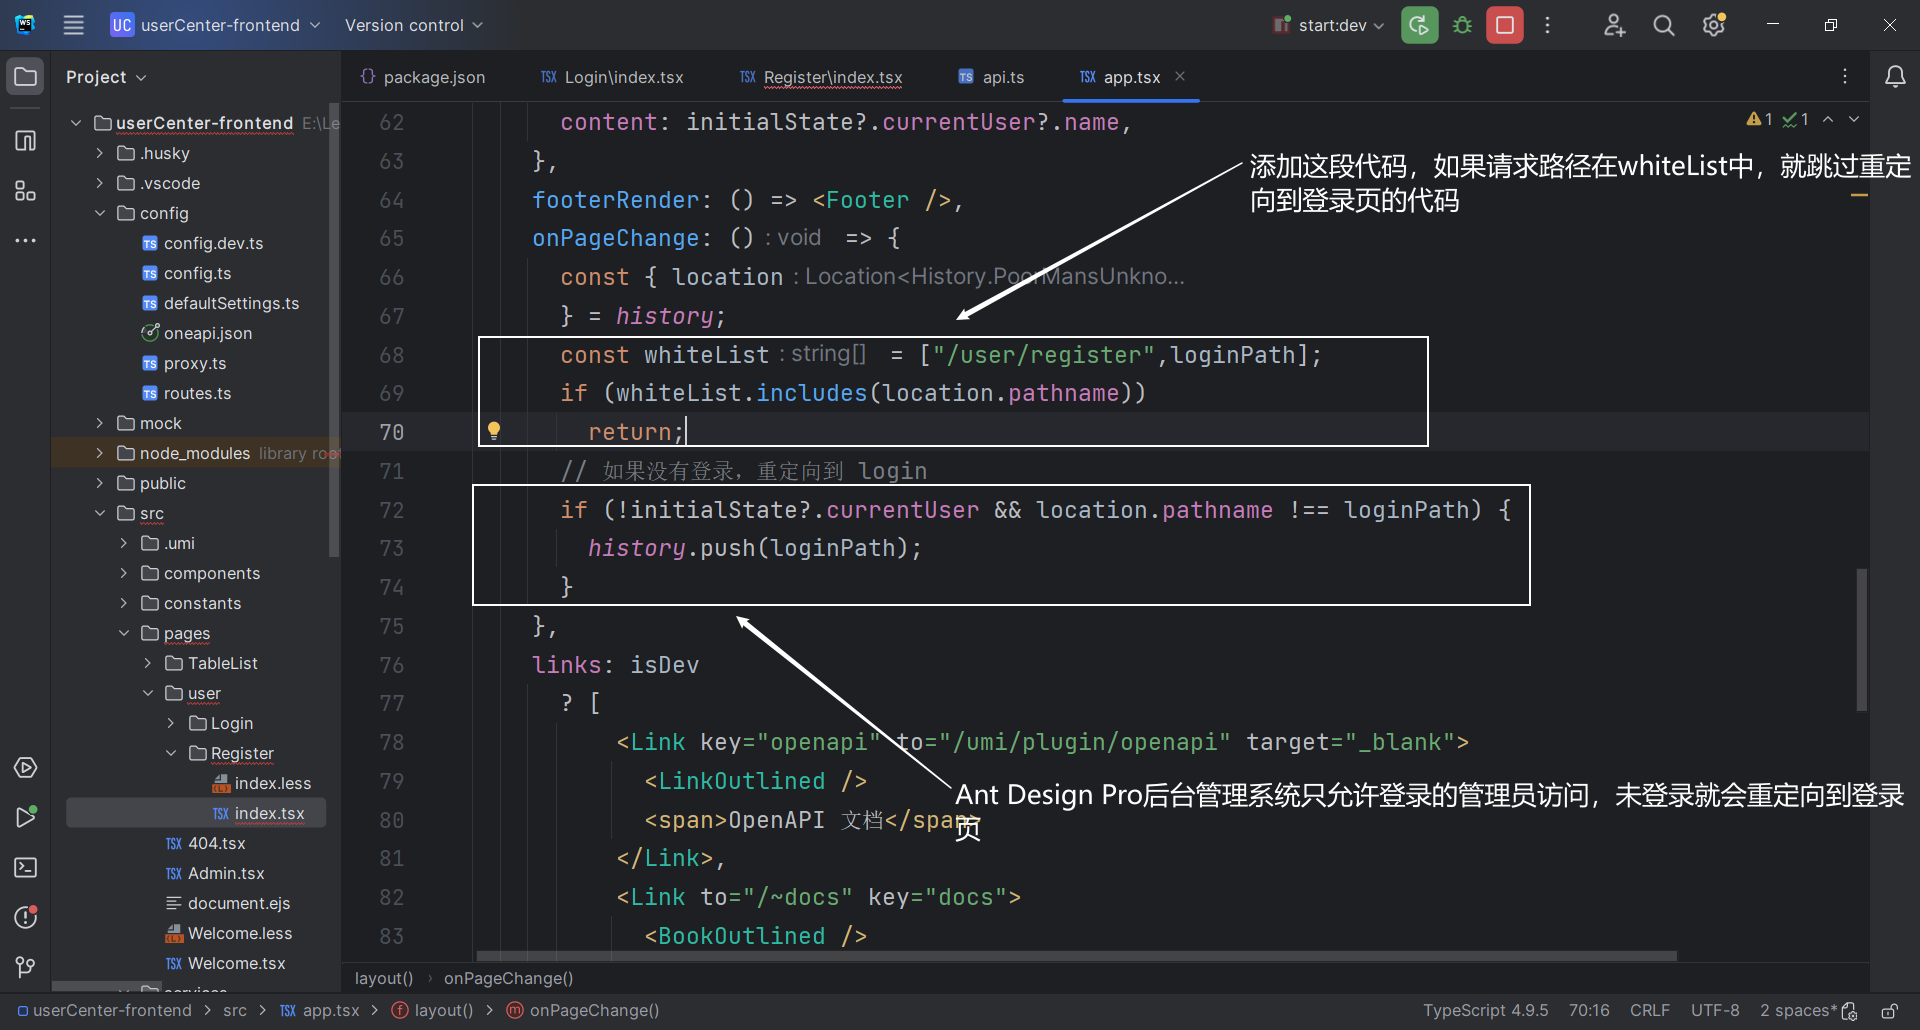 UC userCenter-frontend Version control start:dev
Project
package.json Login\index.tsx Register\index.tsx api.ts app.tsx
userCenter-frontend E:\Le
.husky
.vscode
config
config.dev.ts
config.ts
defaultSettings.ts
oneapi.json
proxy.ts
routes.ts
mock
node_modules library root
public
src
.umi
components
constants
pages
TableList
user
Login
Register
index.less
index.tsx
404.tsx
Admin.tsx
document.ejs
Welcome.less
Welcome.tsx
1 1
62 content: initialState?.currentUser?.name,
63 },
64 footerRender: () => <Footer />,
65 onPageChange: () : void => {
66 const { location : Location<History.PoorMansUnkno...
67 } = history;
68 const whiteList : string[] = ["/user/register",loginPath];
69 if (whiteList.includes(location.pathname))
70 return;
71 // 如果没有登录，重定向到 login
72 if (!initialState?.currentUser && location.pathname !== loginPath) {
73 history.push(loginPath);
74 }
75 },
76 links: isDev
77 ? [
78 <Link key="openapi" to="/umi/plugin/openapi" target="_blank">
79 <LinkOutlined />
80 <span>OpenAPI 文档</span>
81 </Link>,
82 <Link to="/~docs" key="docs">
83 <BookOutlined />
添加这段代码，如果请求路径在whiteList中，就跳过重定
向到登录页的代码
Ant Design Pro后台管理系统只允许登录的管理员访问，未登录就会重定向到登录
页
layout() › onPageChange()
userCenter-frontend > src > TSX app.tsx > layout() > onPageChange()
TypeScript 4.9.5 70:16 CRLF UTF-8 2 spaces*